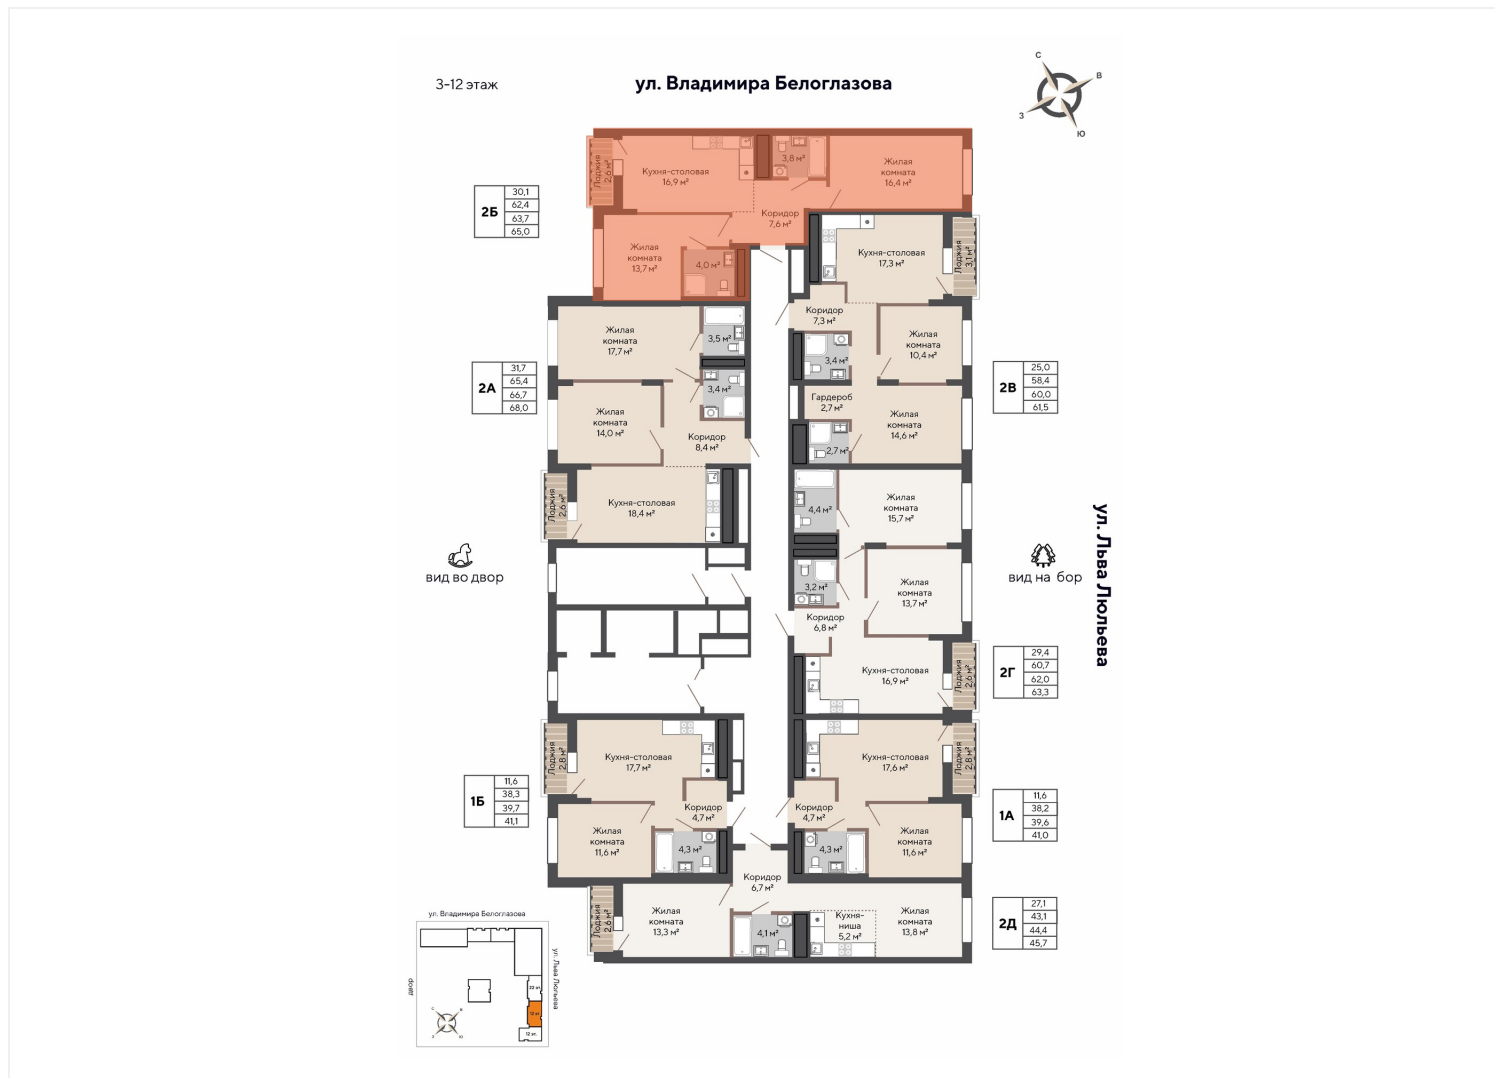 3-12 этаж
ул. Владимира Белоглазова
С
В
З
Ю
Лоджия
2,6 м²
Кухня-столовая
16,9 м²
3,8 м²
Жилая
комната
16,4 м²
Коридор
7,6 м²
Жилая
комната
13,7 м²
4,0 м²
2Б
30,1
62,4
63,7
65,0
Кухня-столовая
17,3 м²
Лоджия
3,1 м²
Коридор
7,3 м²
Жилая
комната
10,4 м²
3,4 м²
Гардероб
2,7 м²
Жилая
комната
14,6 м²
2,7 м²
2В
25,0
58,4
60,0
61,5
Жилая
комната
17,7 м²
3,5 м²
3,4 м²
Жилая
комната
14,0 м²
Коридор
8,4 м²
Кухня-столовая
18,4 м²
Лоджия
2,6 м²
2А
31,7
65,4
66,7
68,0
4,4 м²
Жилая
комната
15,7 м²
3,2 м²
Жилая
комната
13,7 м²
Коридор
6,8 м²
Кухня-столовая
16,9 м²
Лоджия
2,6 м²
2Г
29,4
60,7
62,0
63,3
вид во двор
вид на бор
ул. Льва Люльева
Лоджия
2,8 м²
Кухня-столовая
17,7 м²
Коридор
4,7 м²
Жилая
комната
11,6 м²
4,3 м²
1Б
11,6
38,3
39,7
41,1
Кухня-столовая
17,6 м²
Лоджия
2,8 м²
Коридор
4,7 м²
4,3 м²
Жилая
комната
11,6 м²
1А
11,6
38,2
39,6
41,0
Коридор
6,7 м²
Лоджия
2,6 м²
Жилая
комната
13,3 м²
4,1 м²
Кухня-
ниша
5,2 м²
Жилая
комната
13,8 м²
2Д
27,1
43,1
44,4
45,7
ул. Владимира Белоглазова
ул. Льва Люльева
двор
22 эт.
12 эт.
12 эт.
С
В
З
Ю